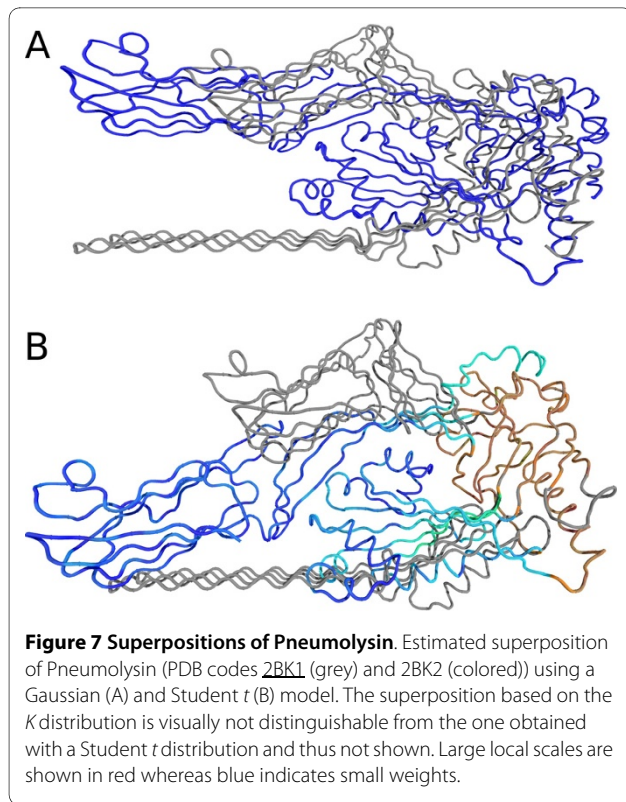 A
B
Figure 7 Superpositions of Pneumolysin. Estimated superposition
of Pneumolysin (PDB codes 2BK1 (grey) and 2BK2 (colored)) using a
Gaussian (A) and Student t (B) model. The superposition based on the
K distribution is visually not distinguishable from the one obtained
with a Student t distribution and thus not shown. Large local scales are
shown in red whereas blue indicates small weights.